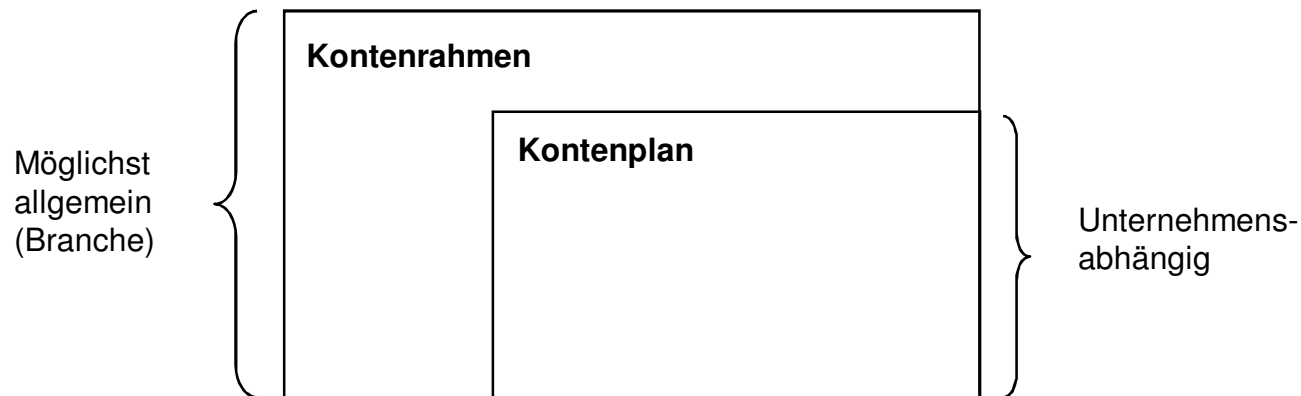 Kontenrahmen
Kontenplan
Möglichst
allgemein
(Branche)
Unternehmens-
abhängig